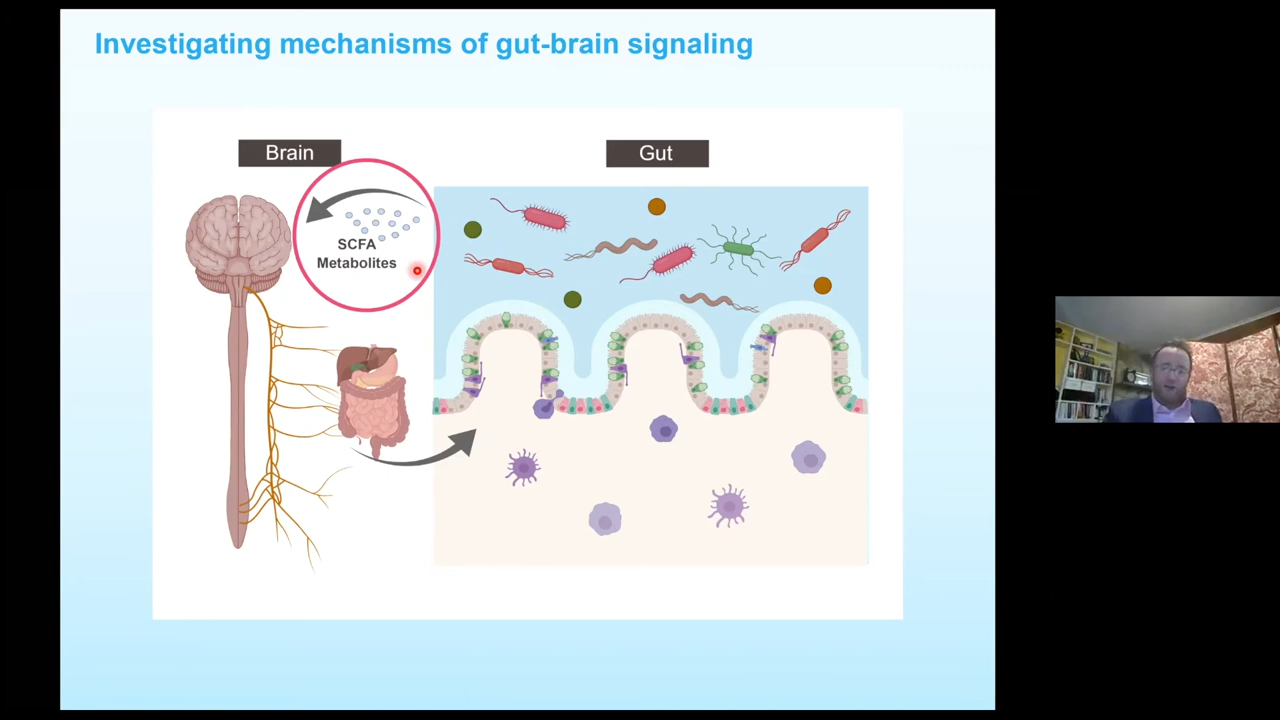 Investigating mechanisms of gut-brain signaling
Brain
Gut
SCFA
Metabolites